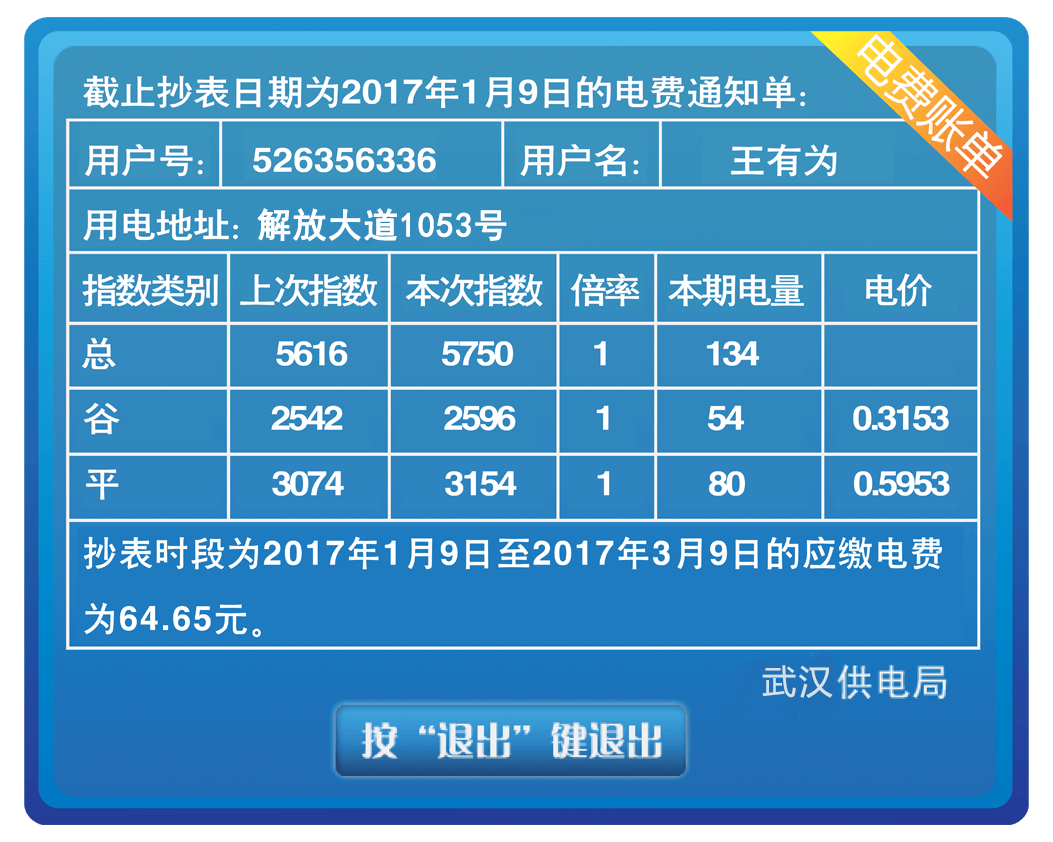 电费账单
截止抄表日期为2017年1月9日的电费通知单:
用户号: 526356336 用户名: 王有为
用电地址: 解放大道1053号
指数类别 上次指数 本次指数 倍率 本期电量 电价
总 5616 5750 1 134
谷 2542 2596 1 54 0.3153
平 3074 3154 1 80 0.5953
抄表时段为2017年1月9日至2017年3月9日的应缴电费
为64.65元。
武汉供电局
按“退出”键退出